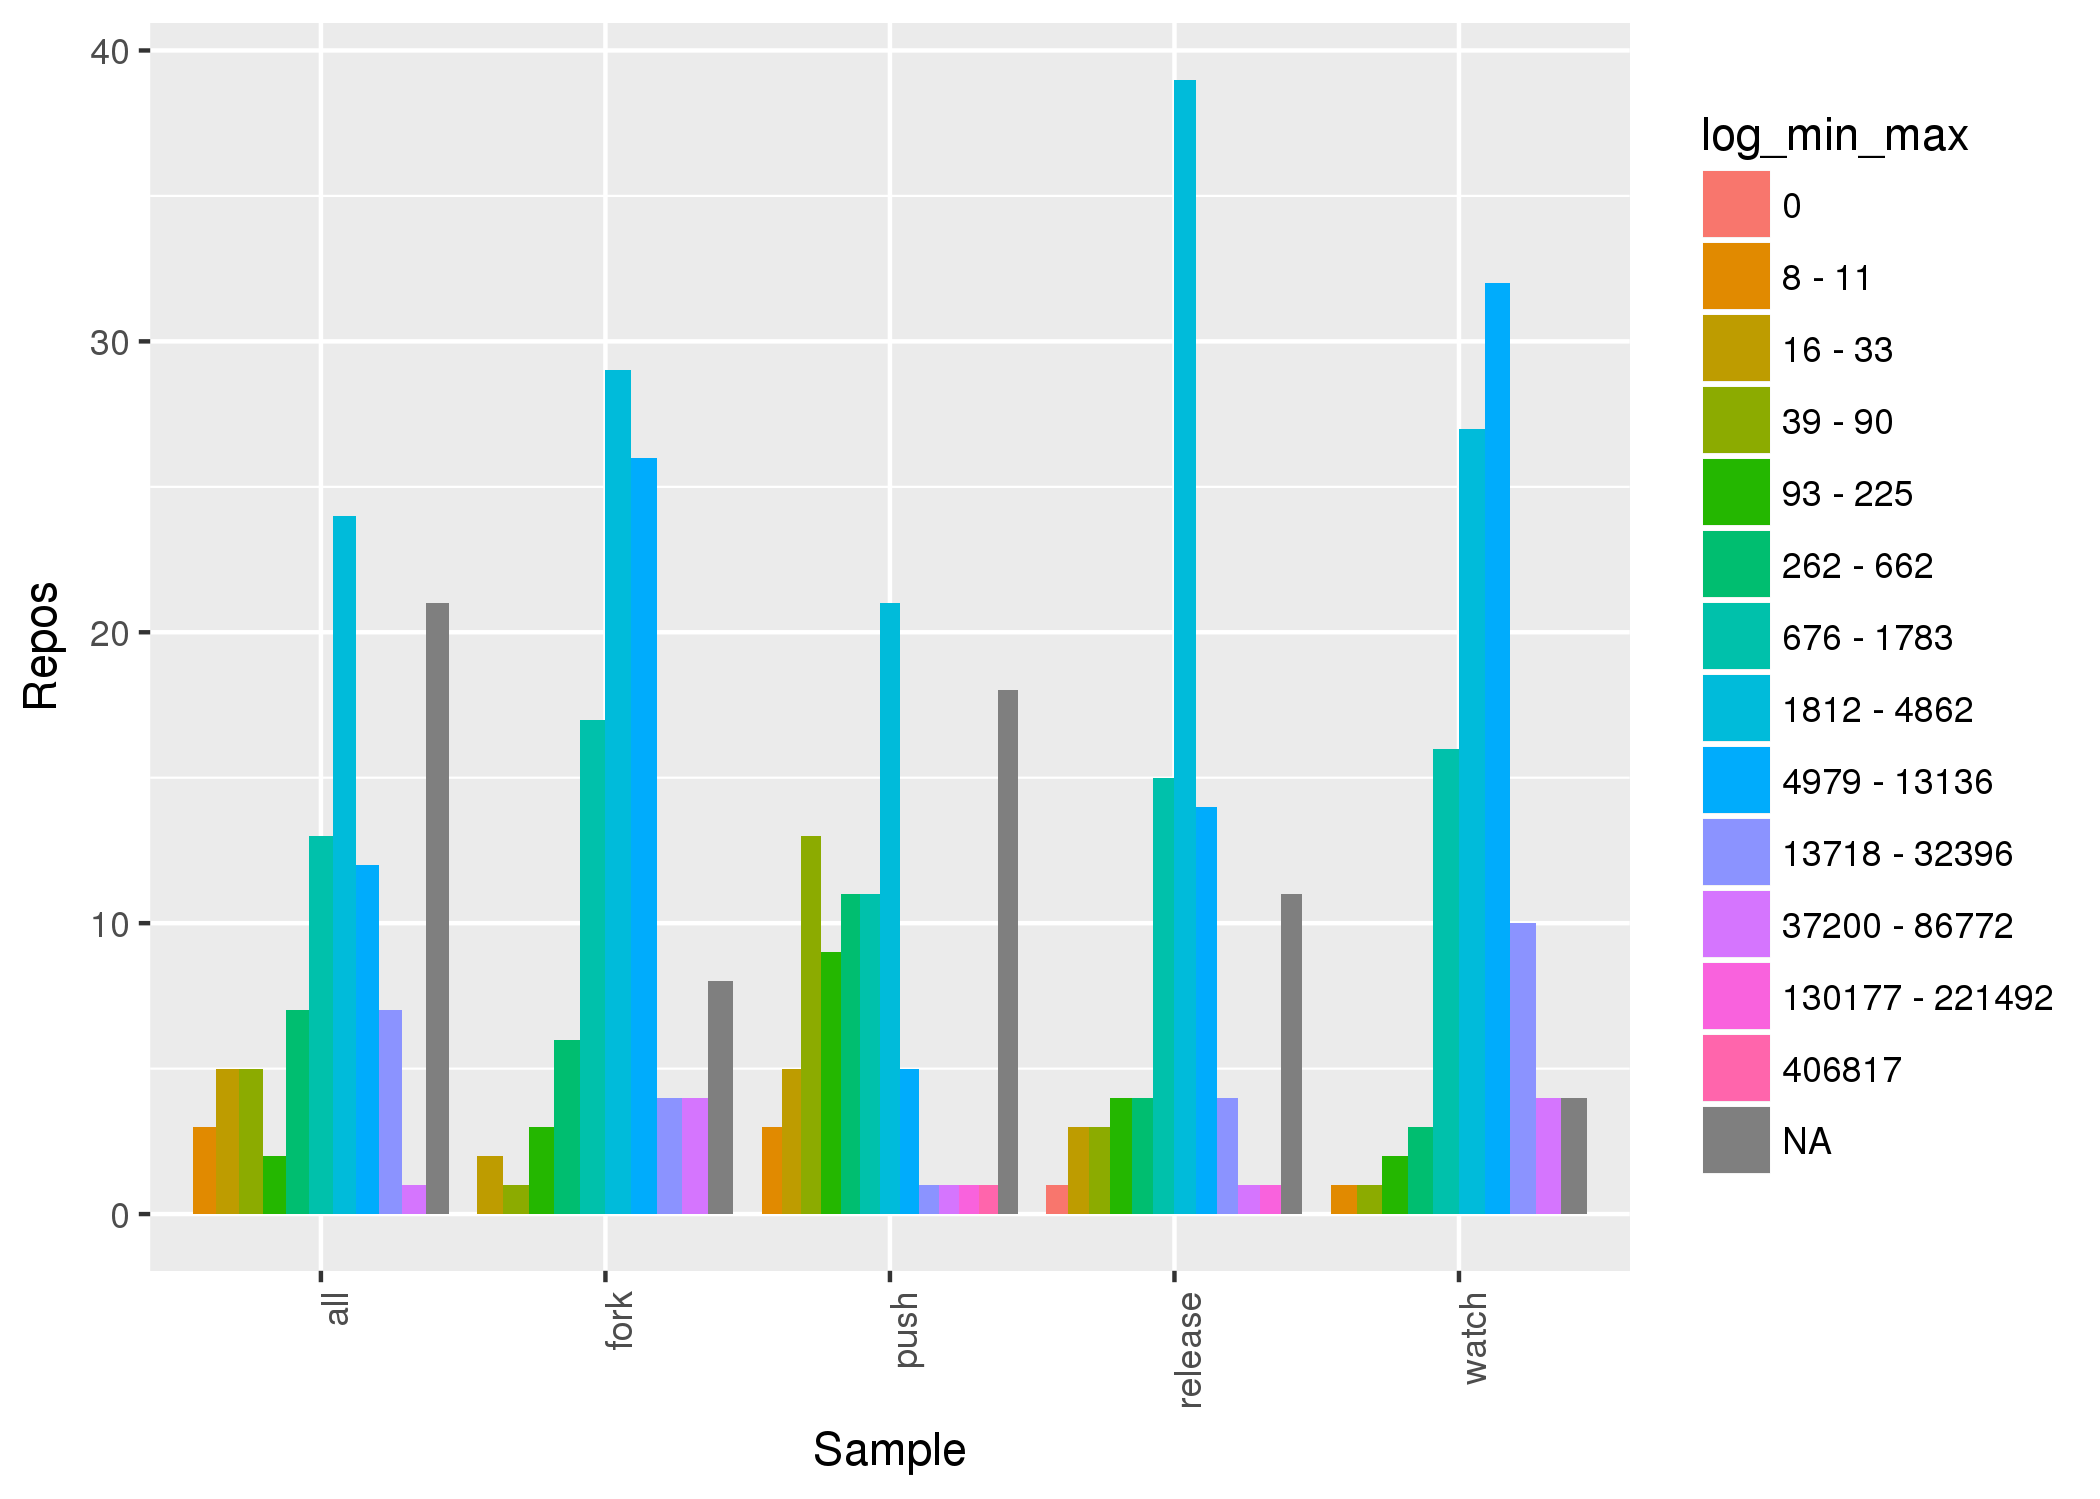 40
30
20
10
0
Repos
all
fork
push
release
watch
Sample
log_min_max
0
8 - 11
16 - 33
39 - 90
93 - 225
262 - 662
676 - 1783
1812 - 4862
4979 - 13136
13718 - 32396
37200 - 86772
130177 - 221492
406817
NA